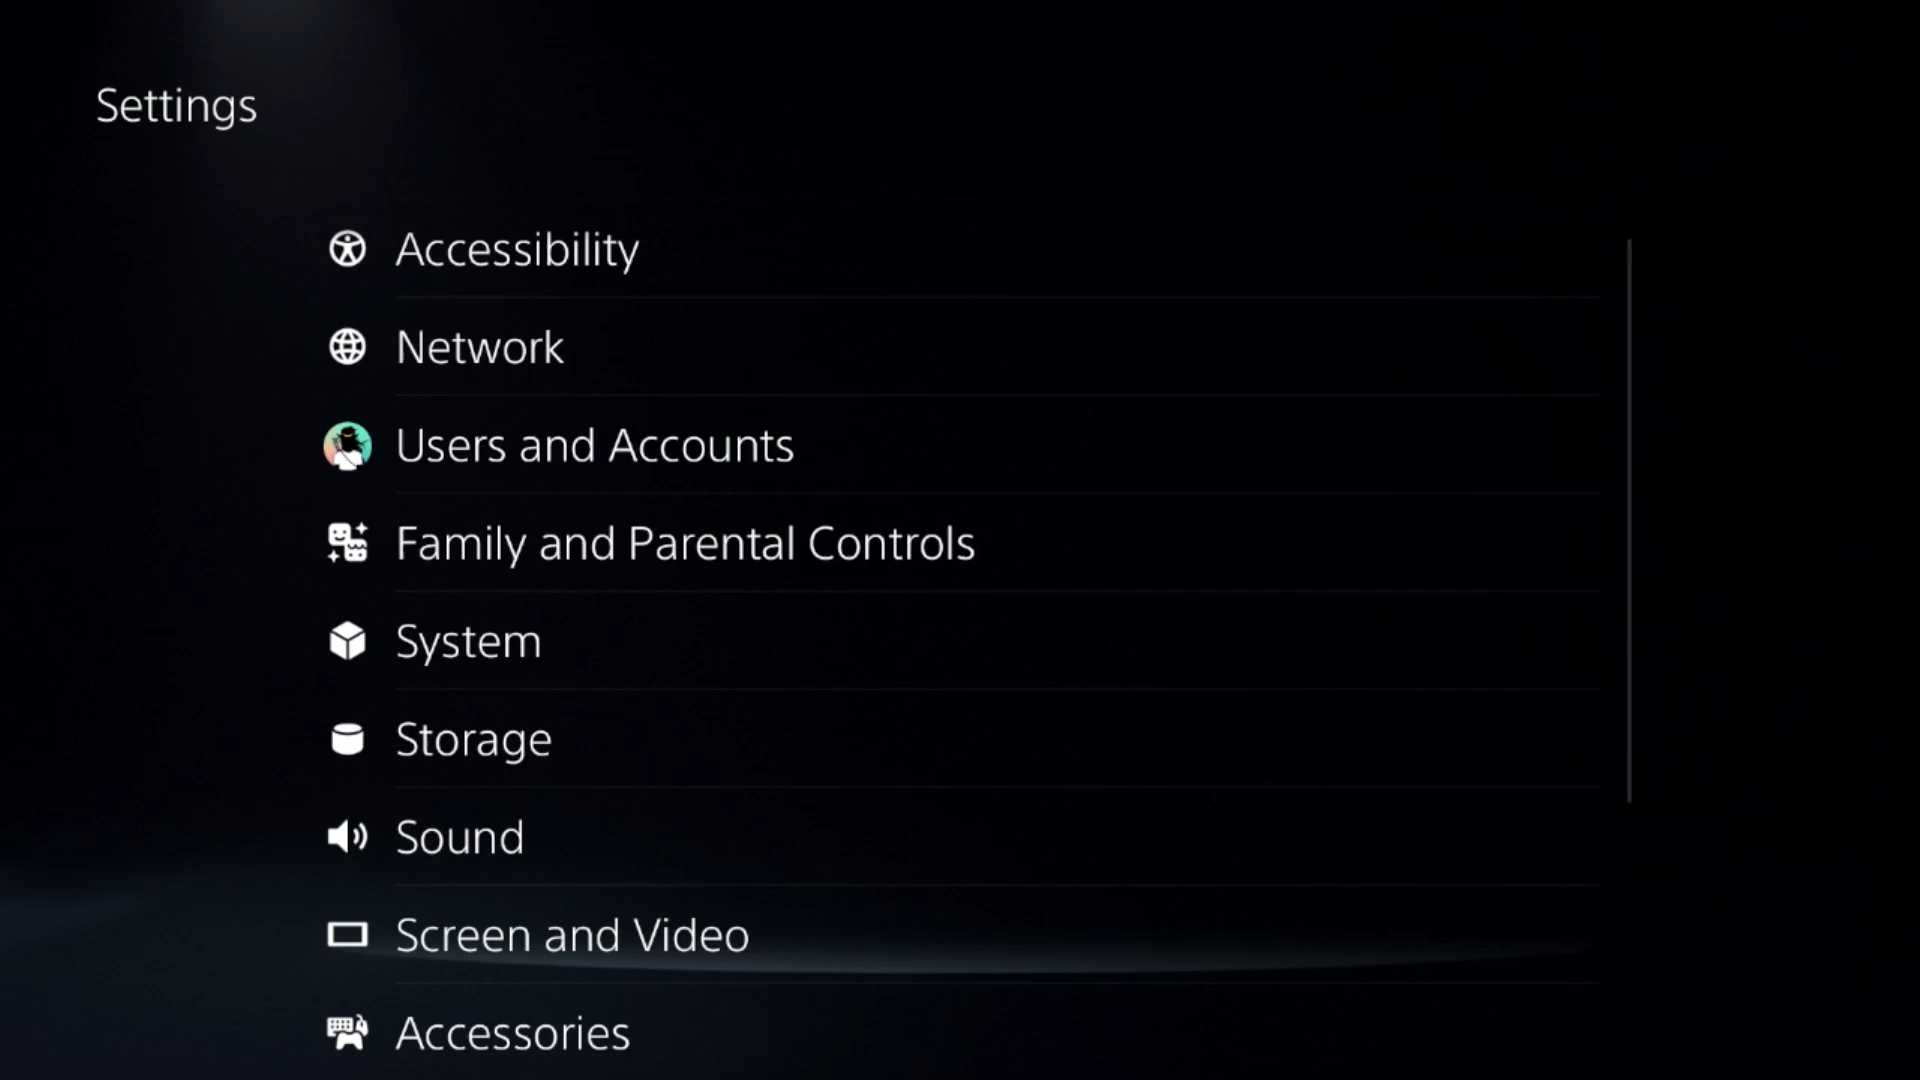 Settings
Accessibility
Network
Users and Accounts
Family and Parental Controls
System
Storage
Sound
Screen and Video
Accessories